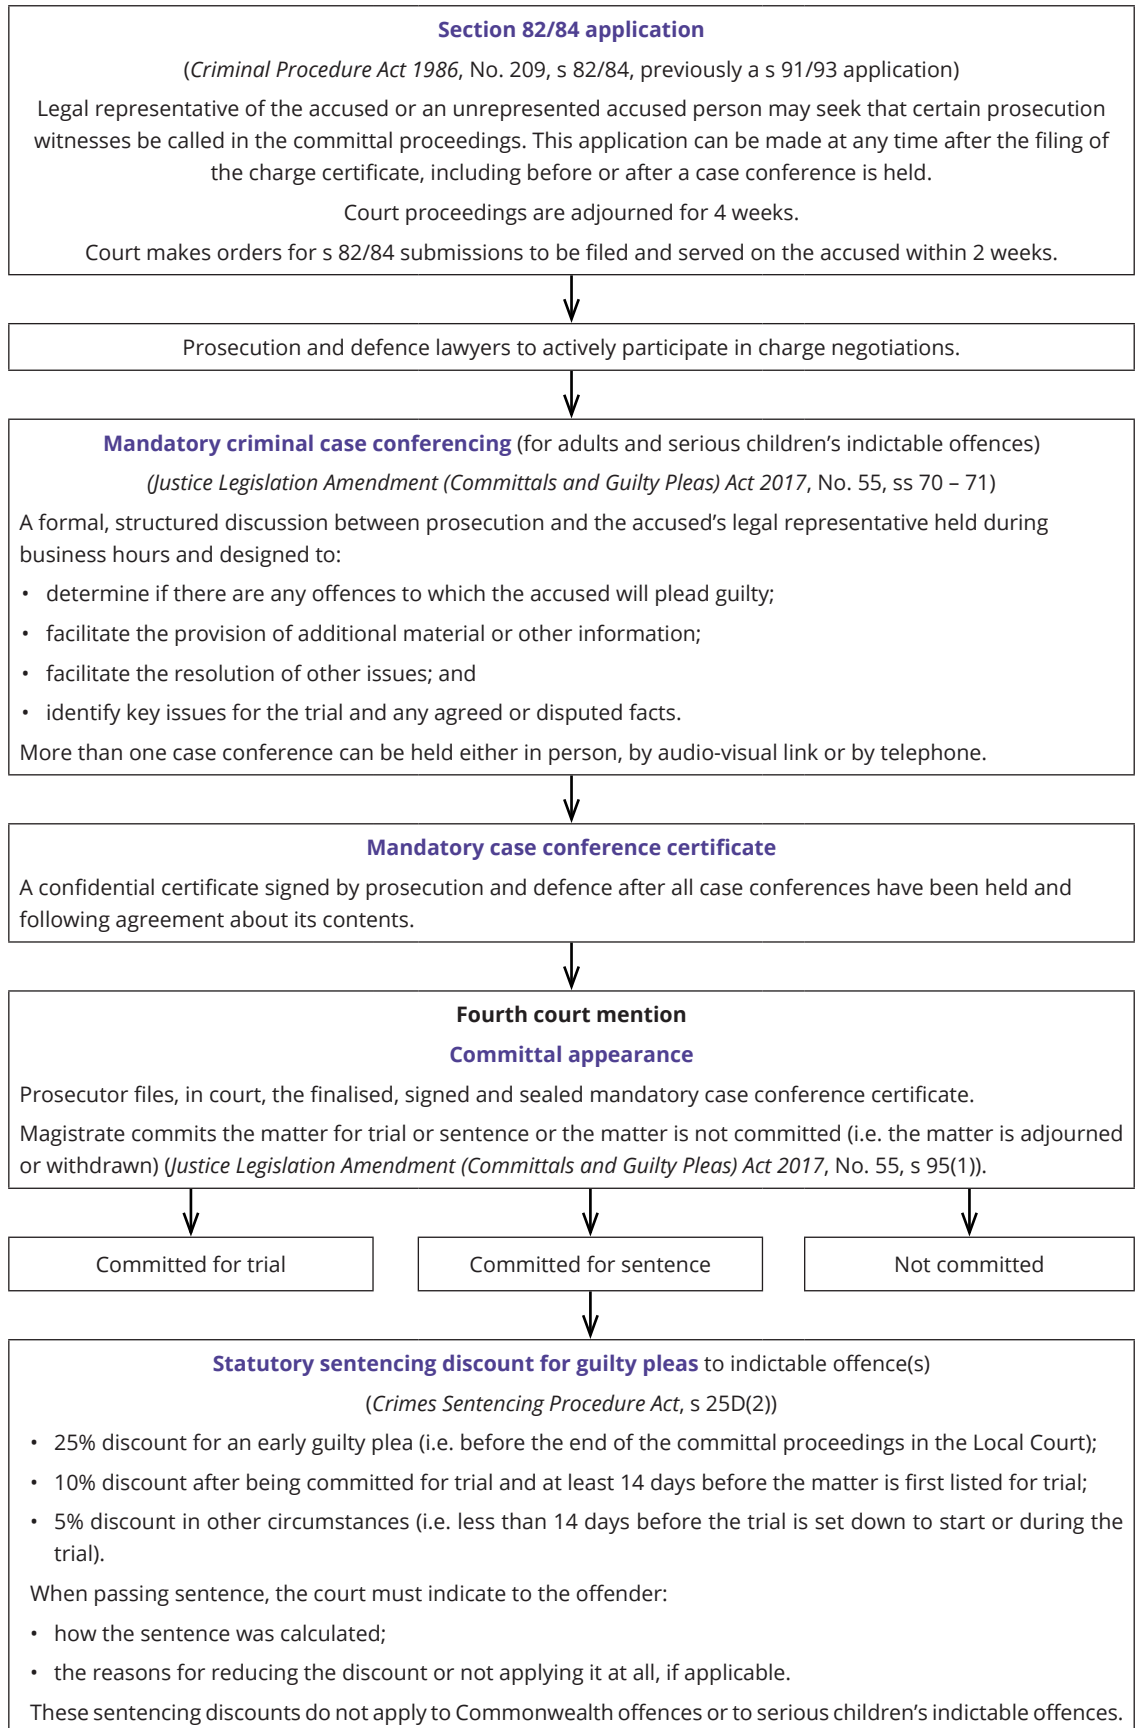 Section 82/84 application
(Criminal Procedure Act 1986, No. 209, s 82/84, previously a s 91/93 application)
Legal representative of the accused or an unrepresented accused person may seek that certain prosecution
witnesses be called in the committal proceedings. This application can be made at any time after the filing of
the charge certificate, including before or after a case conference is held.
Court proceedings are adjourned for 4 weeks.
Court makes orders for s 82/84 submissions to be filed and served on the accused within 2 weeks.
Prosecution and defence lawyers to actively participate in charge negotiations.
Mandatory criminal case conferencing (for adults and serious children's indictable offences)
(Justice Legislation Amendment (Committals and Guilty Pleas) Act 2017, No. 55, ss 70 – 71)
A formal, structured discussion between prosecution and the accused's legal representative held during
business hours and designed to:
• determine if there are any offences to which the accused will plead guilty;
• facilitate the provision of additional material or other information;
• facilitate the resolution of other issues; and
• identify key issues for the trial and any agreed or disputed facts.
More than one case conference can be held either in person, by audio-visual link or by telephone.
Mandatory case conference certificate
A confidential certificate signed by prosecution and defence after all case conferences have been held and
following agreement about its contents.
Fourth court mention
Committal appearance
Prosecutor files, in court, the finalised, signed and sealed mandatory case conference certificate.
Magistrate commits the matter for trial or sentence or the matter is not committed (i.e. the matter is adjourned
or withdrawn) (Justice Legislation Amendment (Committals and Guilty Pleas) Act 2017, No. 55, s 95(1)).
Committed for trial
Committed for sentence
Not committed
Statutory sentencing discount for guilty pleas to indictable offence(s)
(Crimes Sentencing Procedure Act, s 25D(2))
• 25% discount for an early guilty plea (i.e. before the end of the committal proceedings in the Local Court);
• 10% discount after being committed for trial and at least 14 days before the matter is first listed for trial;
• 5% discount in other circumstances (i.e. less than 14 days before the trial is set down to start or during the
trial).
When passing sentence, the court must indicate to the offender:
• how the sentence was calculated;
• the reasons for reducing the discount or not applying it at all, if applicable.
These sentencing discounts do not apply to Commonwealth offences or to serious children's indictable offences.